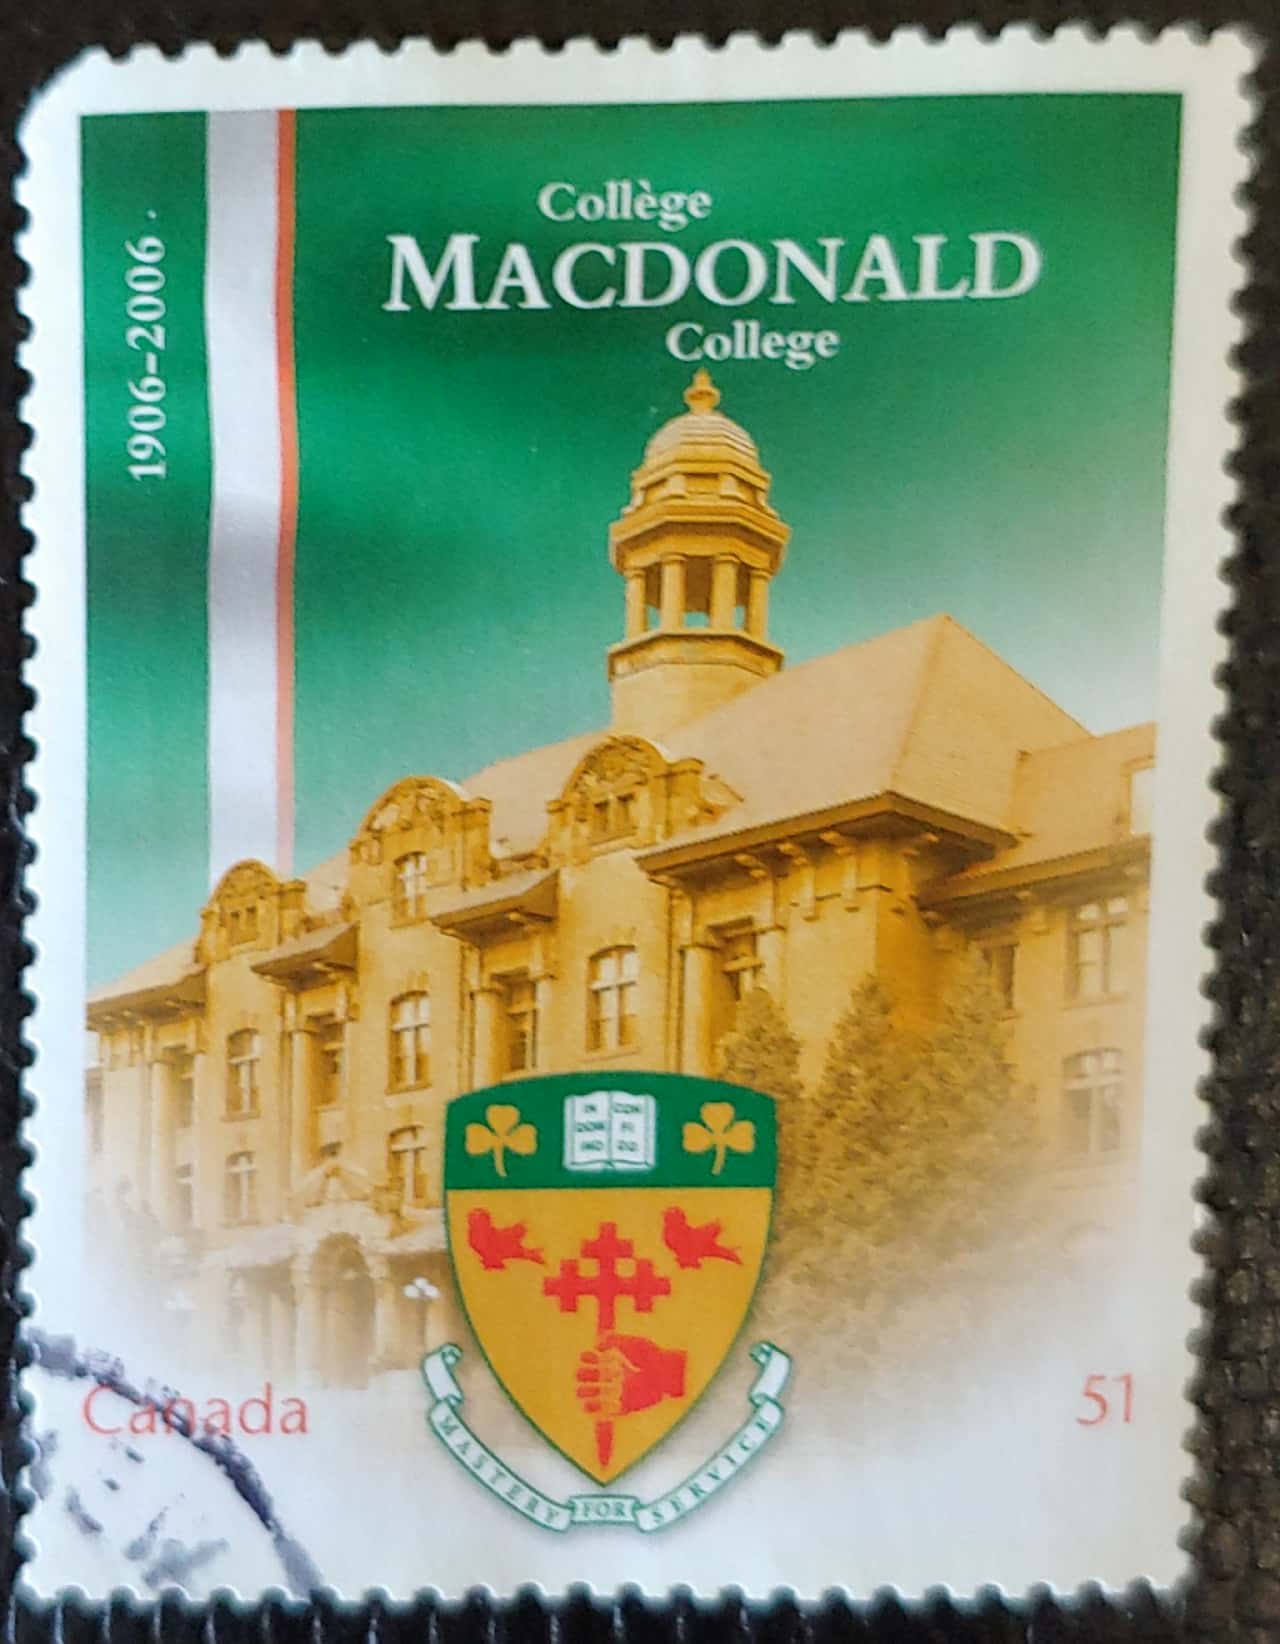 Collège
MACDONALD
College
1906–2006.
IN
DOM
INO
CON
FI
DO
Canada
51
MASTERY FOR SERVICE